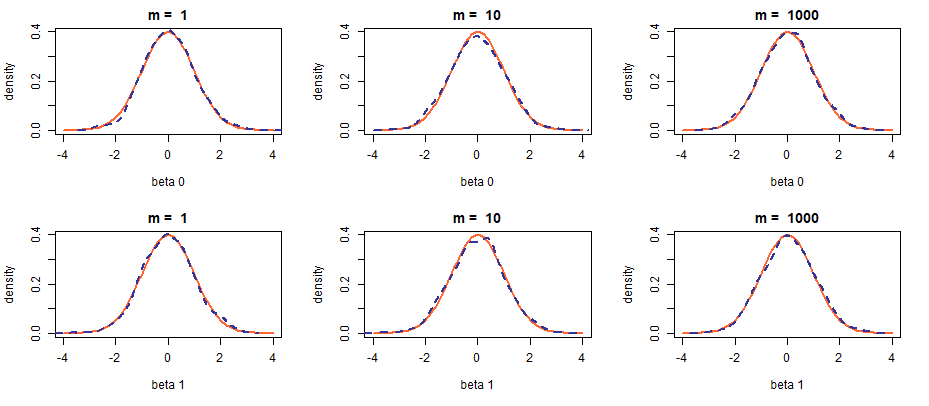 m = 1 m = 10 m = 1000
density 0.0 0.2 0.4 density 0.0 0.2 0.4 density 0.0 0.2 0.4
-4 -2 0 2 4 -4 -2 0 2 4 -4 -2 0 2 4
beta 0 beta 0 beta 0
m = 1 m = 10 m = 1000
density 0.0 0.2 0.4 density 0.0 0.2 0.4 density 0.0 0.2 0.4
-4 -2 0 2 4 -4 -2 0 2 4 -4 -2 0 2 4
beta 1 beta 1 beta 1